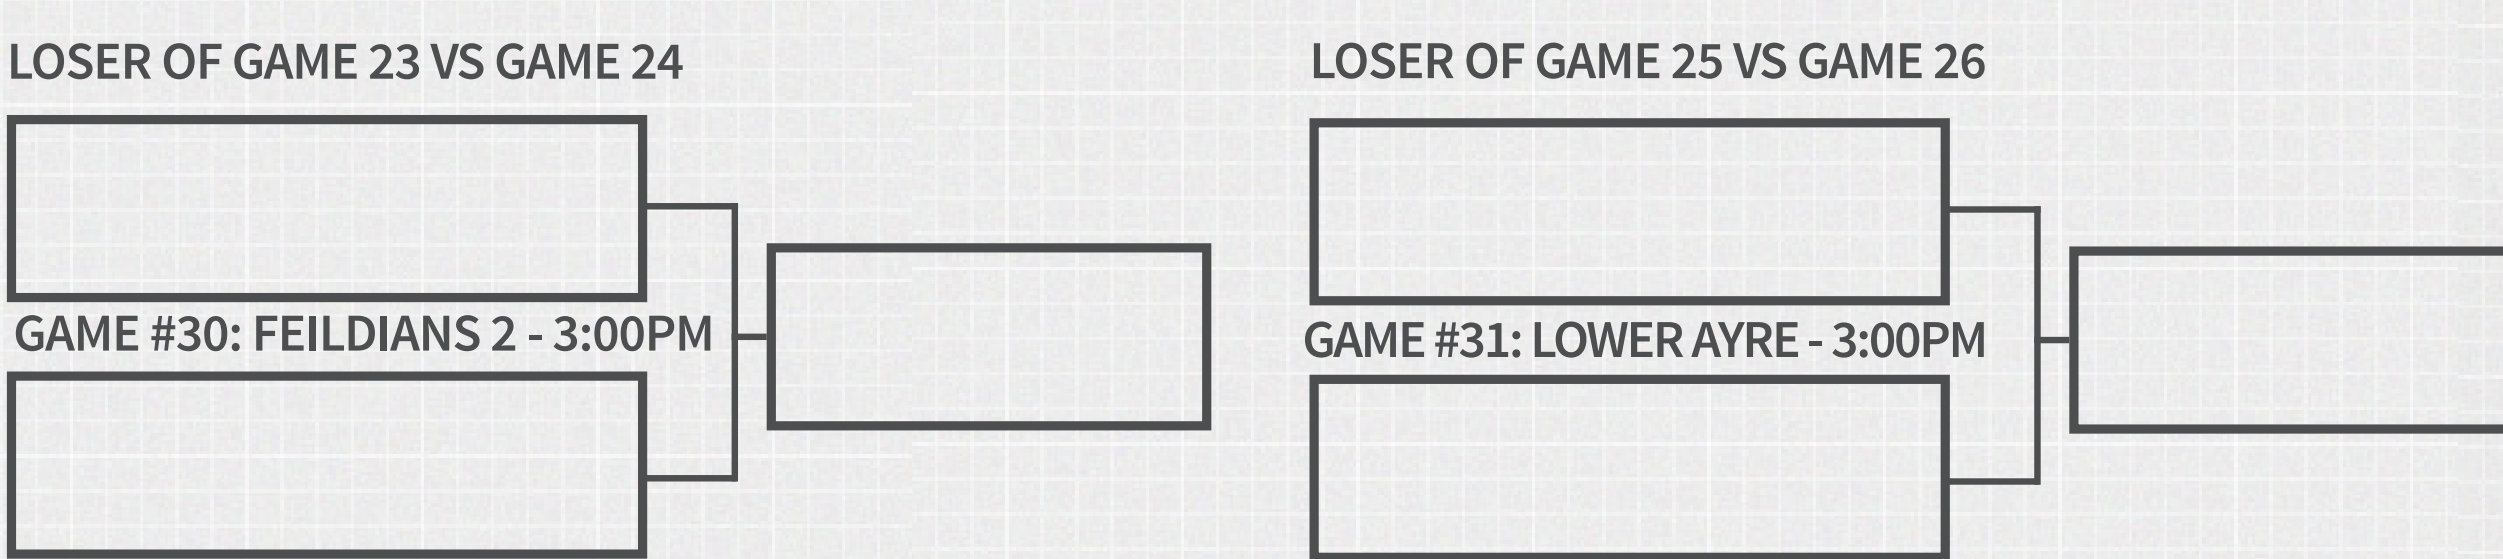 LOSER OF GAME 23 VS GAME 24
GAME #30: FEILDIANS 2 - 3:00PM
LOSER OF GAME 25 VS GAME 26
GAME #31: LOWER AYRE - 3:00PM